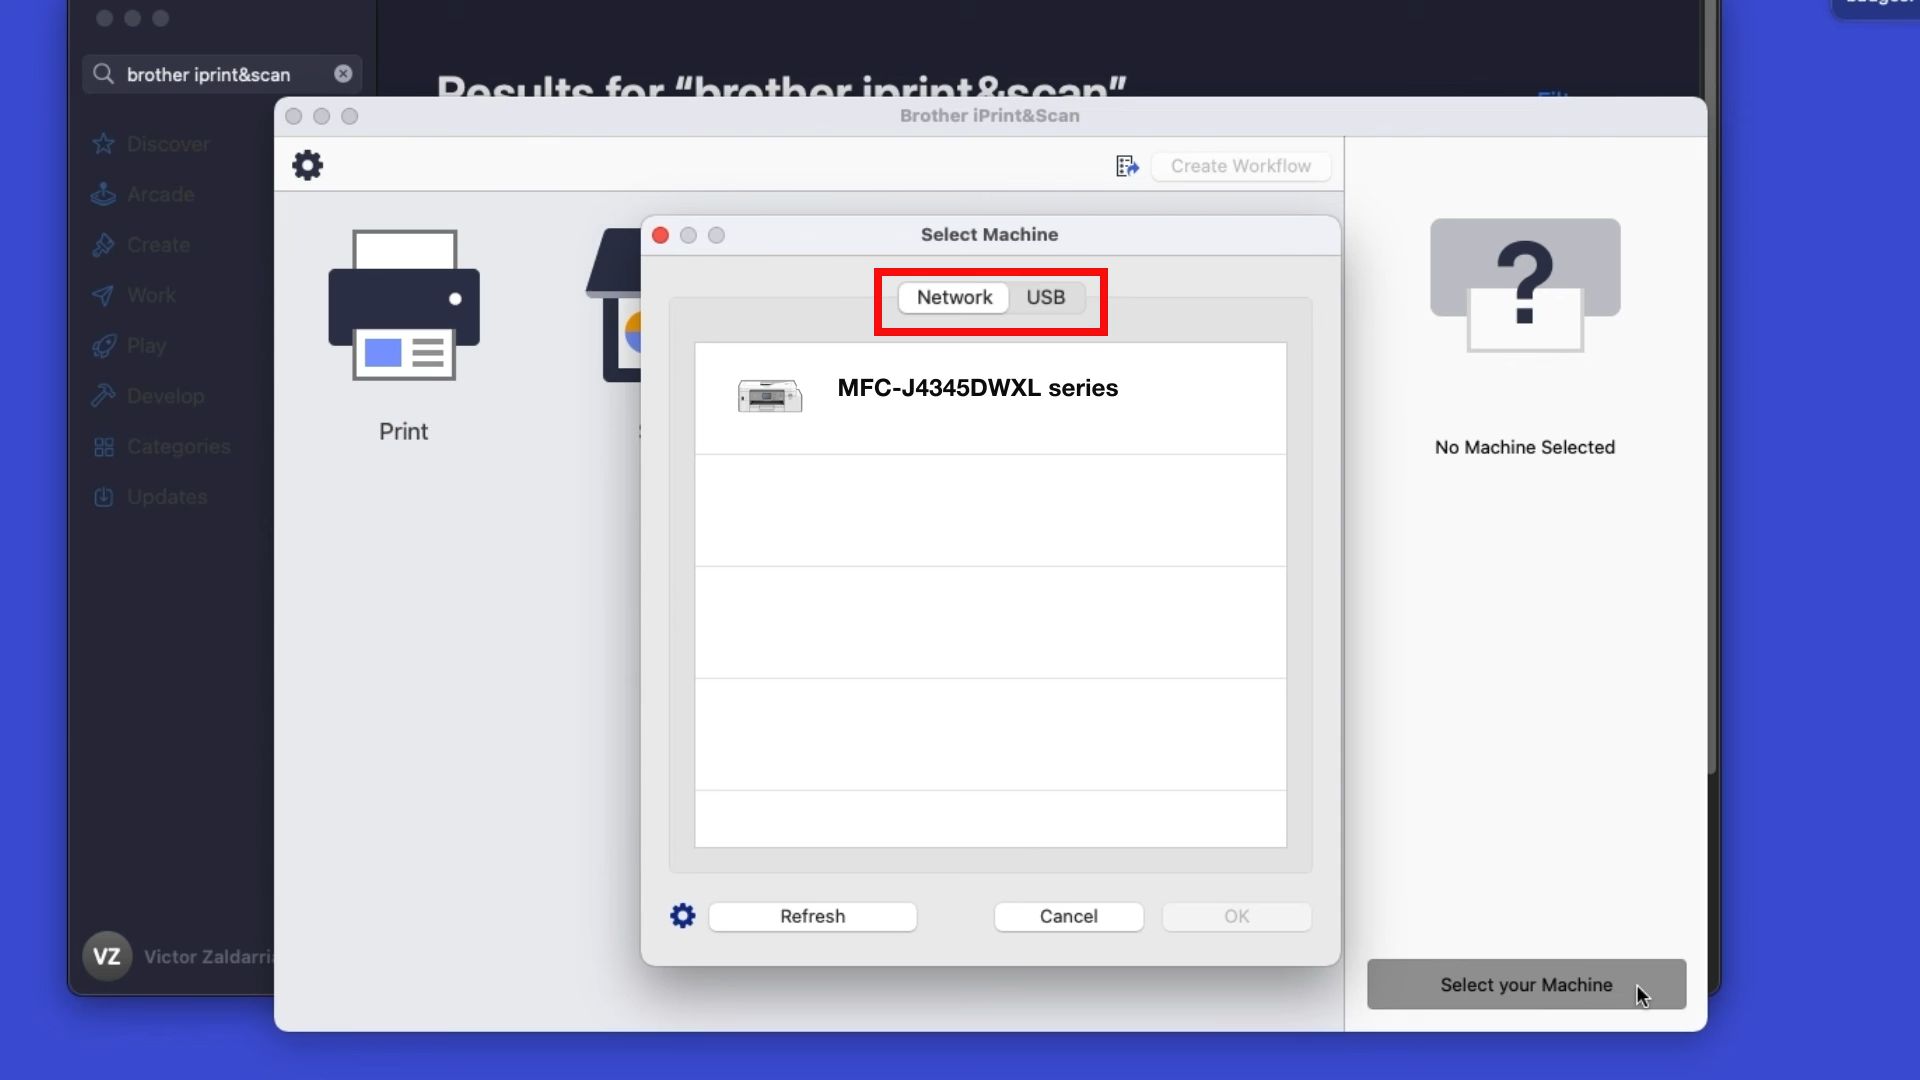 brother iprint&scan
Results for “brother iprint&scan”
Discover
Arcade
Create
Work
Play
Develop
Categories
Updates
VZ
Victor Zaldarria
Brother iPrint&Scan
Create Workflow
Print
Select Machine
Network
USB
MFC-J4345DWXL series
Refresh
Cancel
OK
No Machine Selected
Select your Machine